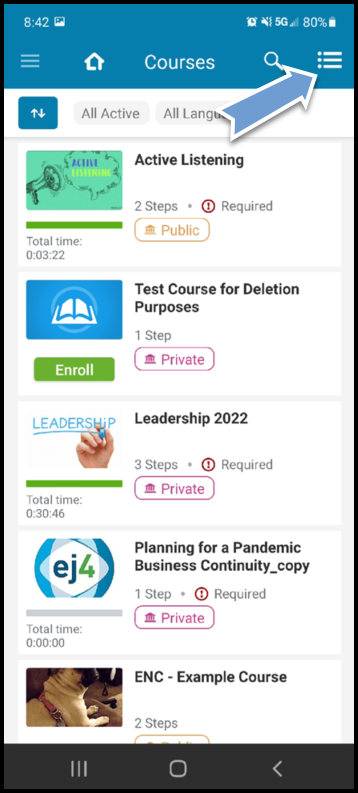 8:42 5G 80%
Courses
All Active All Langu
ACTIVE
LISTENING
Active Listening
2 Steps • Required
Public
Total time:
0:03:22
Test Course for Deletion
Purposes
1 Step
Private
Enroll
LEADERSHiP
Leadership 2022
3 Steps • Required
Private
Total time:
0:30:46
ej4
Planning for a Pandemic
Business Continuity_copy
1 Step • Required
Private
Total time:
0:00:00
ENC - Example Course
2 Steps